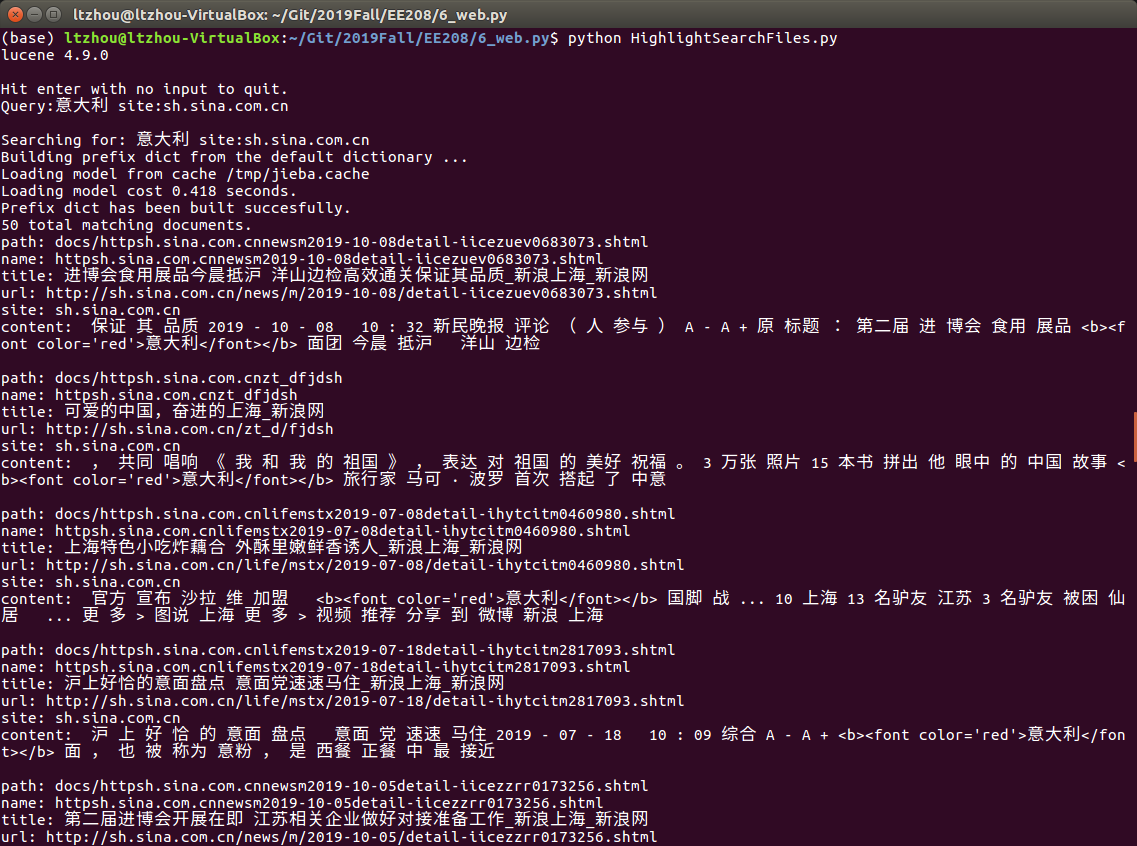 ltzhou@ltzhou-VirtualBox: ~/Git/2019Fall/EE208/6_web.py
(base) ltzhou@ltzhou-VirtualBox:~/Git/2019Fall/EE208/6_web.py$ python HighlightSearchFiles.py
lucene 4.9.0
Hit enter with no input to quit.
Query:意大利 site:sh.sina.com.cn
Searching for: 意大利 site:sh.sina.com.cn
Building prefix dict from the default dictionary ...
Loading model from cache /tmp/jieba.cache
Loading model cost 0.418 seconds.
Prefix dict has been built succesfully.
50 total matching documents.
path: docs/httpsh.sina.com.cnnewsm2019-10-08detail-iicezuev0683073.shtml
name: httpsh.sina.com.cnnewsm2019-10-08detail-iicezuev0683073.shtml
title: 进博会食用展品今晨抵沪 洋山边检高效通关保证其品质_新浪上海_新浪网
url: http://sh.sina.com.cn/news/m/2019-10-08/detail-iicezuev0683073.shtml
site: sh.sina.com.cn
content:  保证 其 品质 2019 - 10 - 08   10 : 32 新民晚报 评论 （ 人 参与 ） A - A + 原 标题 ： 第二届 进 博会 食用 展品 <b><f
ont color='red'>意大利</font></b> 面团 今晨 抵沪   洋山 边检
path: docs/httpsh.sina.com.cnzt_dfjdsh
name: httpsh.sina.com.cnzt_dfjdsh
title: 可爱的中国，奋进的上海_新浪网
url: http://sh.sina.com.cn/zt_d/fjdsh
site: sh.sina.com.cn
content:  ， 共同 唱响 《 我 和 我 的 祖国 》 ， 表达 对 祖国 的 美好 祝福 。 3 万张 照片 15 本书 拼出 他 眼中 的 中国 故事 <
b><font color='red'>意大利</font></b> 旅行家 马可 · 波罗 首次 搭起 了 中意
path: docs/httpsh.sina.com.cnlifemstx2019-07-08detail-ihytcitm0460980.shtml
name: httpsh.sina.com.cnlifemstx2019-07-08detail-ihytcitm0460980.shtml
title: 上海特色小吃炸藕合 外酥里嫩鲜香诱人_新浪上海_新浪网
url: http://sh.sina.com.cn/life/mstx/2019-07-08/detail-ihytcitm0460980.shtml
site: sh.sina.com.cn
content:  官方 宣布 沙拉 维 加盟   <b><font color='red'>意大利</font></b> 国脚 战 ... 10 上海 13 名驴友 江苏 3 名驴友 被困 仙
居   ... 更 多 > 图说 上海 更 多 > 视频 推荐 分享 到 微博 新浪 上海
path: docs/httpsh.sina.com.cnlifemstx2019-07-18detail-ihytcitm2817093.shtml
name: httpsh.sina.com.cnlifemstx2019-07-18detail-ihytcitm2817093.shtml
title: 沪上好恰的意面盘点 意面党速速马住_新浪上海_新浪网
url: http://sh.sina.com.cn/life/mstx/2019-07-18/detail-ihytcitm2817093.shtml
site: sh.sina.com.cn
content:  沪 上 好 恰 的 意面 盘点   意面 党 速速 马住 2019 - 07 - 18   10 : 09 综合 A - A + <b><font color='red'>意大利</fon
t></b> 面 ， 也 被 称为 意粉 ， 是 西餐 正餐 中 最 接近
path: docs/httpsh.sina.com.cnnewsm2019-10-05detail-iicezzrr0173256.shtml
name: httpsh.sina.com.cnnewsm2019-10-05detail-iicezzrr0173256.shtml
title: 第二届进博会开展在即 江苏相关企业做好对接准备工作_新浪上海_新浪网
url: http://sh.sina.com.cn/news/m/2019-10-05/detail-iicezzrr0173256.shtml